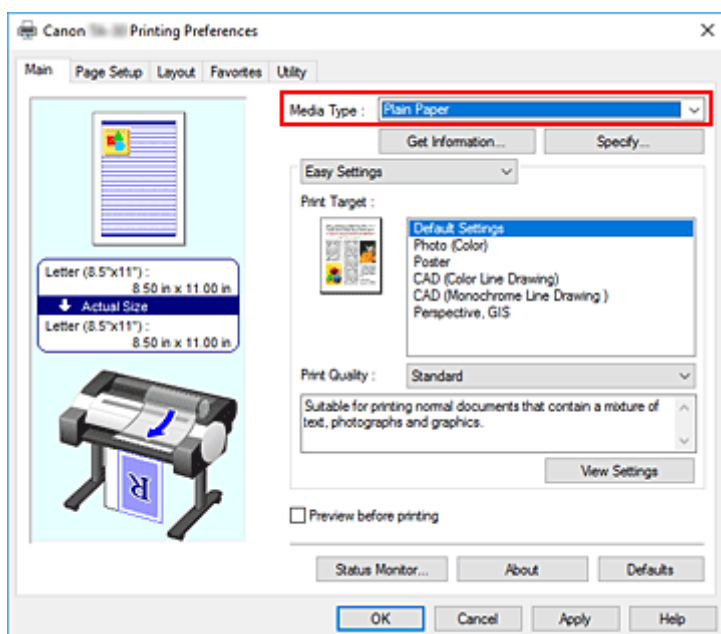 Canon Printing Preferences
Main Page Setup Layout Favorites Utility
Media Type : Plain Paper
Get Information... Specify...
Easy Settings
Print Target :
Default Settings
Photo (Color)
Poster
CAD (Color Line Drawing)
CAD (Monochrome Line Drawing )
Perspective, GIS
Letter (8.5"x11") :
8.50 in x 11.00 in
Actual Size
Letter (8.5"x11") :
8.50 in x 11.00 in
Print Quality : Standard
Suitable for printing normal documents that contain a mixture of
text, photographs and graphics.
View Settings
R
Preview before printing
Status Monitor... About Defaults
OK Cancel Apply Help